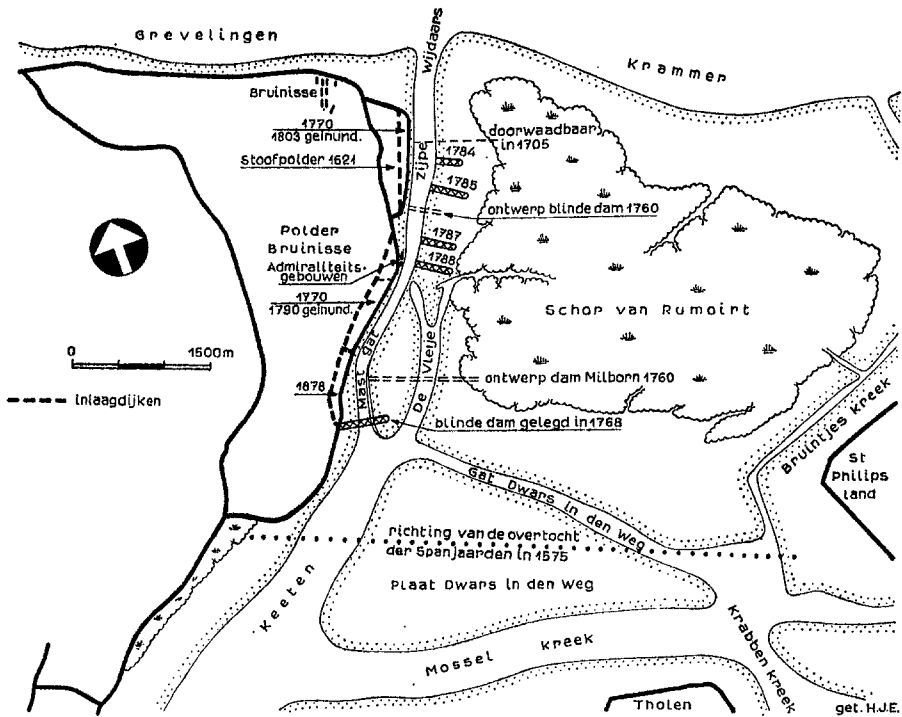 Grevelingen
Wijdaars
Krammer
Bruinisse
1770
1803 geïnund.
Stoofpolder 1621
Zijpe
doorwaadbaar
in 1705
1784
1785
ontwerp blinde dam 1760
Polder
Bruinisse
Admiraliteits-
gebouwen
1787
1788
1770
1790 geïnund.
Schor van Rumoirt
0 1500m
Mast gat
De Vleije
1878
ontwerp dam Milborn 1760
Inlaagdijken
blinde dam gelegd in 1768
Bruintjes Kreek
St
Philips
land
Gat Dwars in den weg
richting van de overtocht
der Spanjaarden in 1575
Plaat Dwars in den Weg
Keeten
Mossel Kreek
Krabben kreek
Tholen
get. H.J.E.